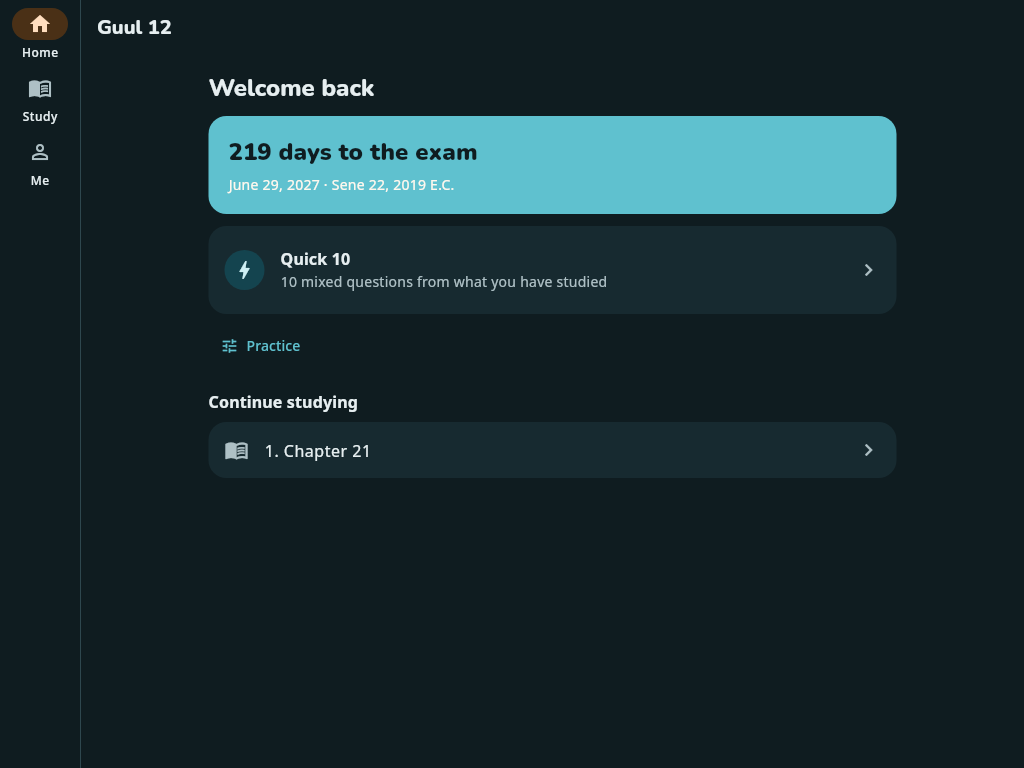 Guul 12
Home
Study
Me
Welcome back
219 days to the exam
June 29, 2027 · Sene 22, 2019 E.C.
Quick 10
10 mixed questions from what you have studied
Practice
Continue studying
1. Chapter 21